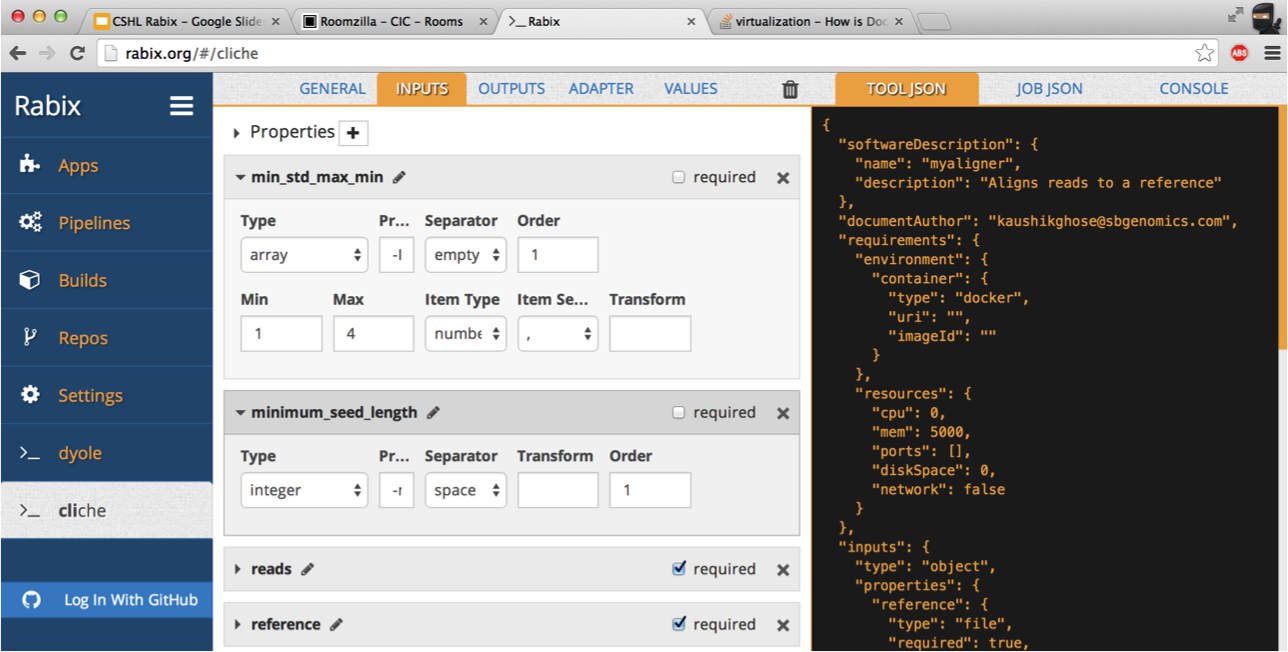 CSHL Rabix – Google Slide
Roomzilla – CIC – Rooms
>_ Rabix
virtualization – How is Doc
rabix.org/#/cliche
ABS
Rabix
Apps
Pipelines
Builds
Repos
Settings
>_ dyole
>_ cliche
Log In With GitHub
GENERAL INPUTS OUTPUTS ADAPTER VALUES
Properties +
min_std_max_min required
Type Pr... Separator Order
array -I empty 1
Min Max Item Type Item Se... Transform
1 4 numbe ,
minimum_seed_length required
Type Pr... Separator Transform Order
integer space 1
reads required
reference required
TOOL JSON JOB JSON CONSOLE
{
"softwareDescription": {
"name": "myaligner",
"description": "Aligns reads to a reference"
},
"documentAuthor": "kaushikghose@sbgenomics.com",
"requirements": {
"environment": {
"container": {
"type": "docker",
"uri": "",
"imageId": ""
}
},
"resources": {
"cpu": 0,
"mem": 5000,
"ports": [],
"diskSpace": 0,
"network": false
}
},
"inputs": {
"type": "object",
"properties": {
"reference": {
"type": "file",
"required": true,